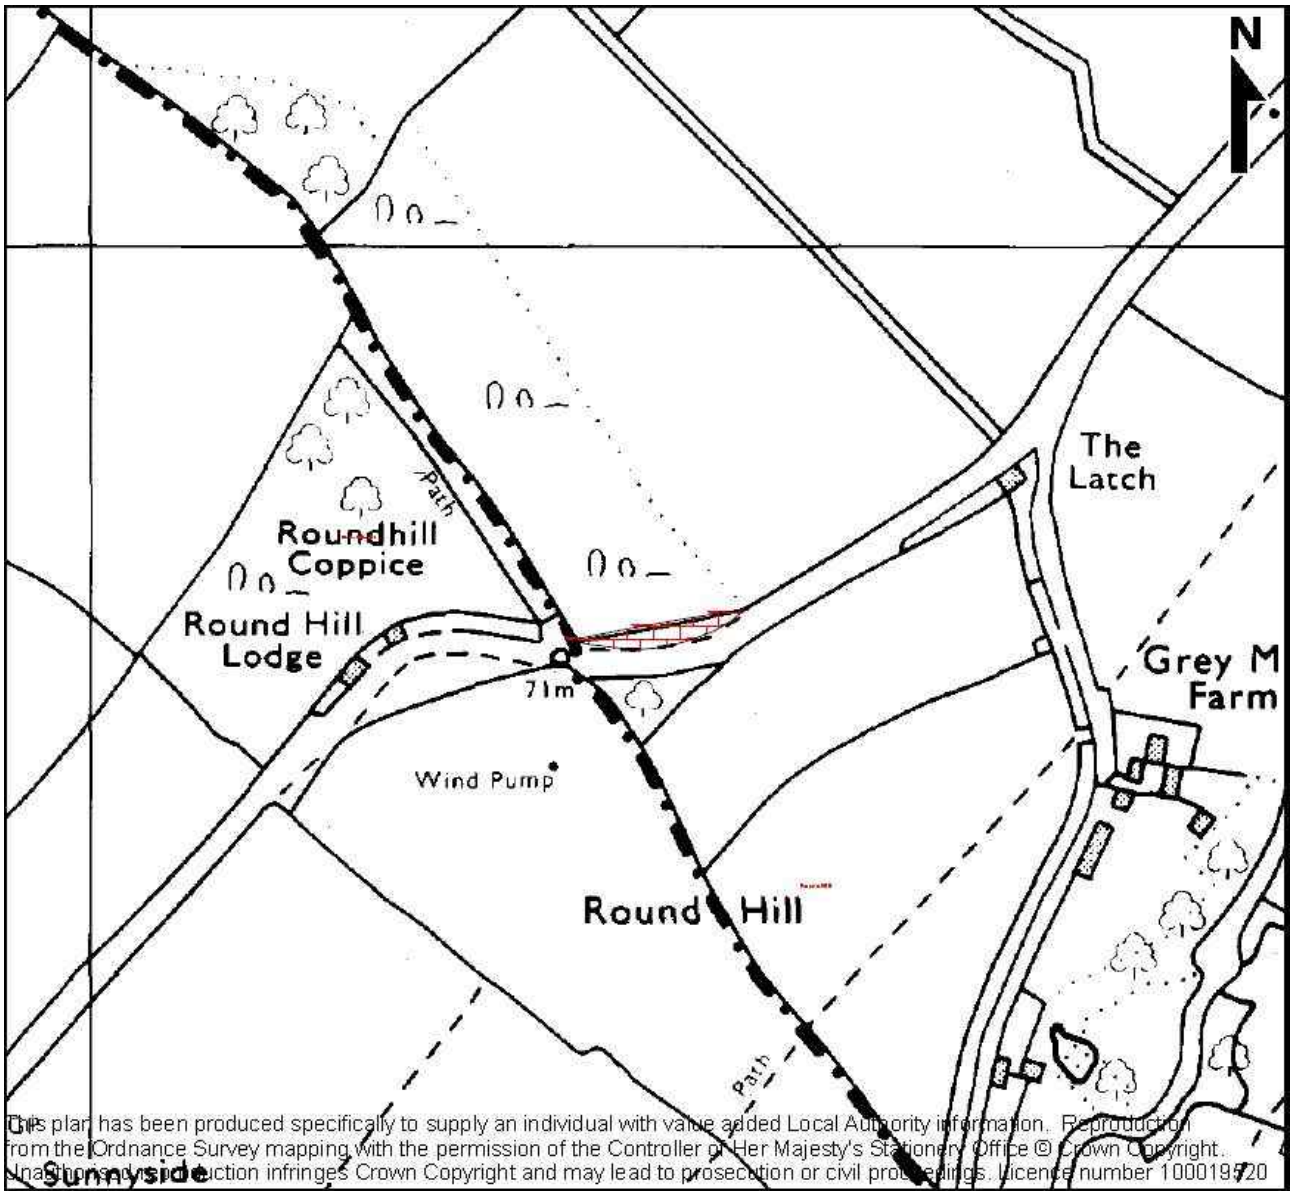 N
The
Latch
Path
Roundhill
Coppice
Round Hill
Lodge
Grey M
Farm
71m
Wind Pump
Round Hill
Path
This plan has been produced specifically to supply an individual with value added Local Authority information. Reproduction
from the Ordnance Survey mapping with the permission of the Controller of Her Majesty's Stationery Office © Crown Copyright.
infringes Crown Copyright and may lead to prosecution or civil proceedings. Licence number 100019520
Sunnyside